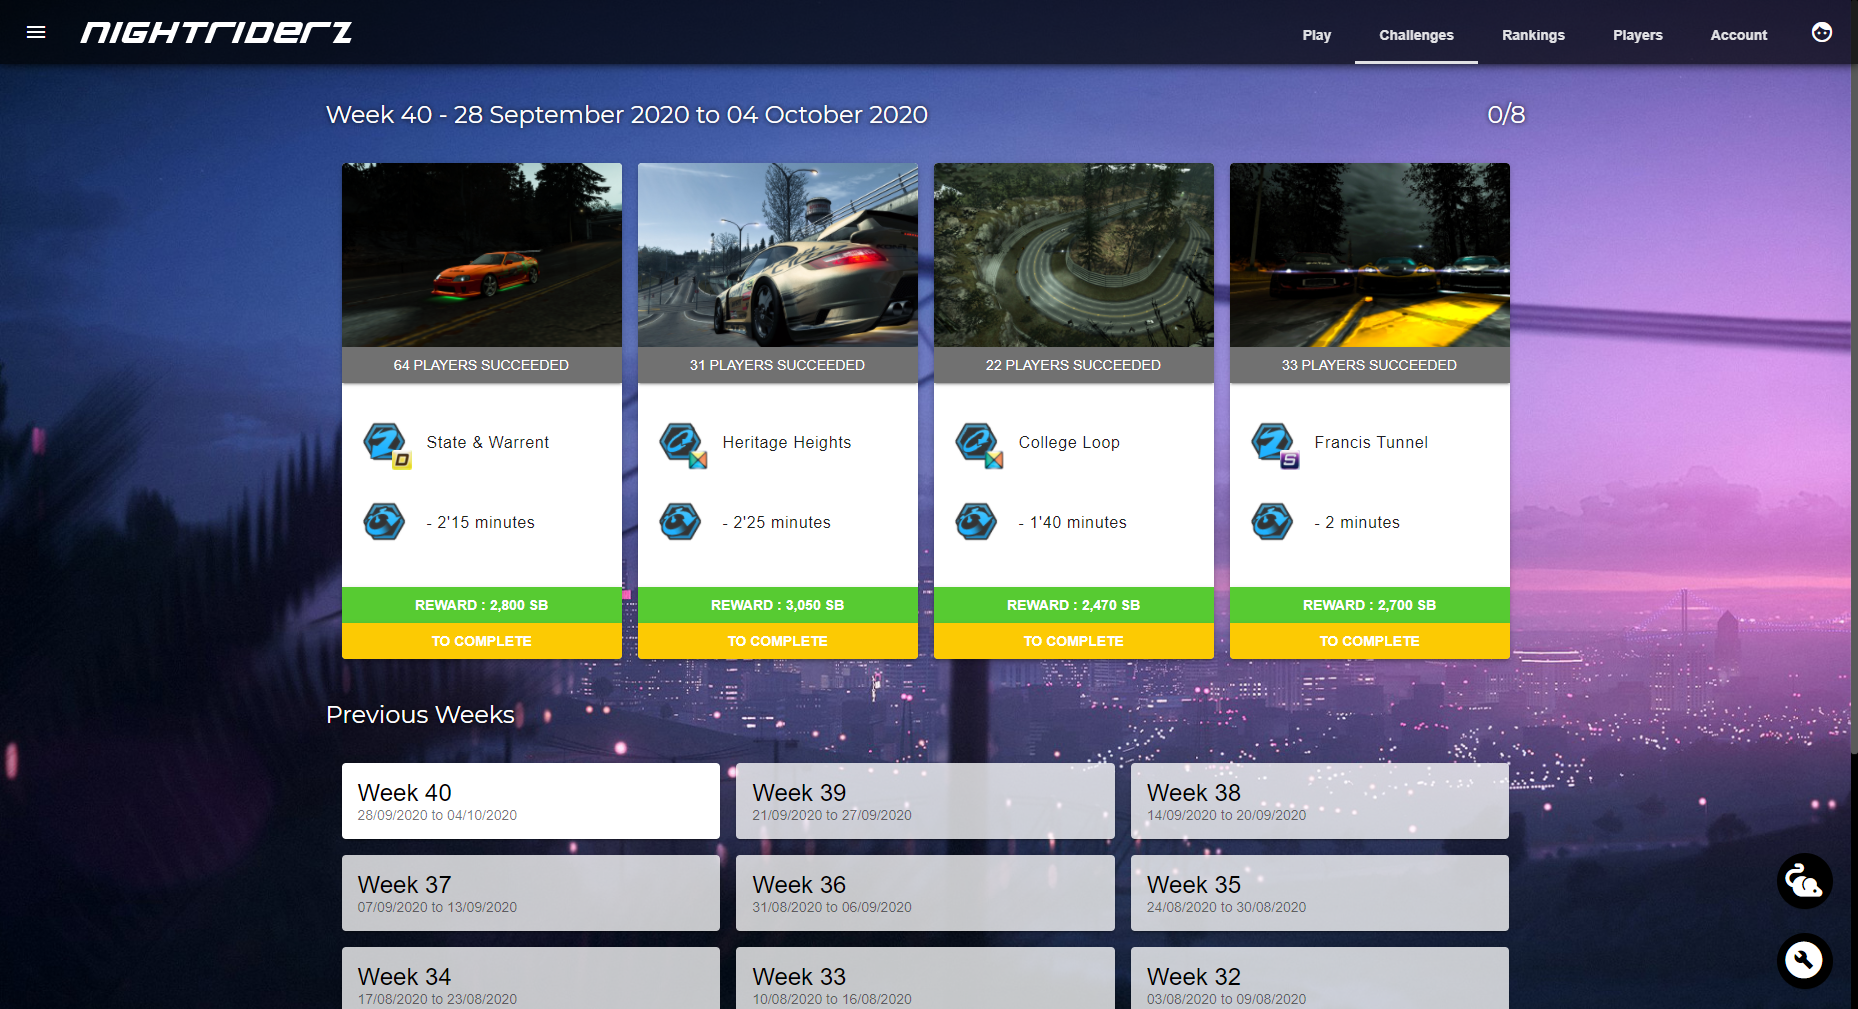 NIGHTRIDERZ
Play
Challenges
Rankings
Players
Account
Week 40 - 28 September 2020 to 04 October 2020
0/8
64 PLAYERS SUCCEEDED
31 PLAYERS SUCCEEDED
22 PLAYERS SUCCEEDED
33 PLAYERS SUCCEEDED
D
State & Warrent
Heritage Heights
College Loop
S
Francis Tunnel
- 2'15 minutes
- 2'25 minutes
- 1'40 minutes
- 2 minutes
REWARD : 2,800 SB
REWARD : 3,050 SB
REWARD : 2,470 SB
REWARD : 2,700 SB
TO COMPLETE
TO COMPLETE
TO COMPLETE
TO COMPLETE
Previous Weeks
Week 40
28/09/2020 to 04/10/2020
Week 39
21/09/2020 to 27/09/2020
Week 38
14/09/2020 to 20/09/2020
Week 37
07/09/2020 to 13/09/2020
Week 36
31/08/2020 to 06/09/2020
Week 35
24/08/2020 to 30/08/2020
Week 34
17/08/2020 to 23/08/2020
Week 33
10/08/2020 to 16/08/2020
Week 32
03/08/2020 to 09/08/2020